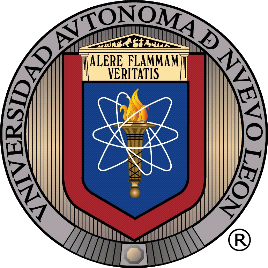 VNIVERSIDAD AVTONOMA Ð NVEVO LEON
ALERE FLAMMAM
VERITATIS
®